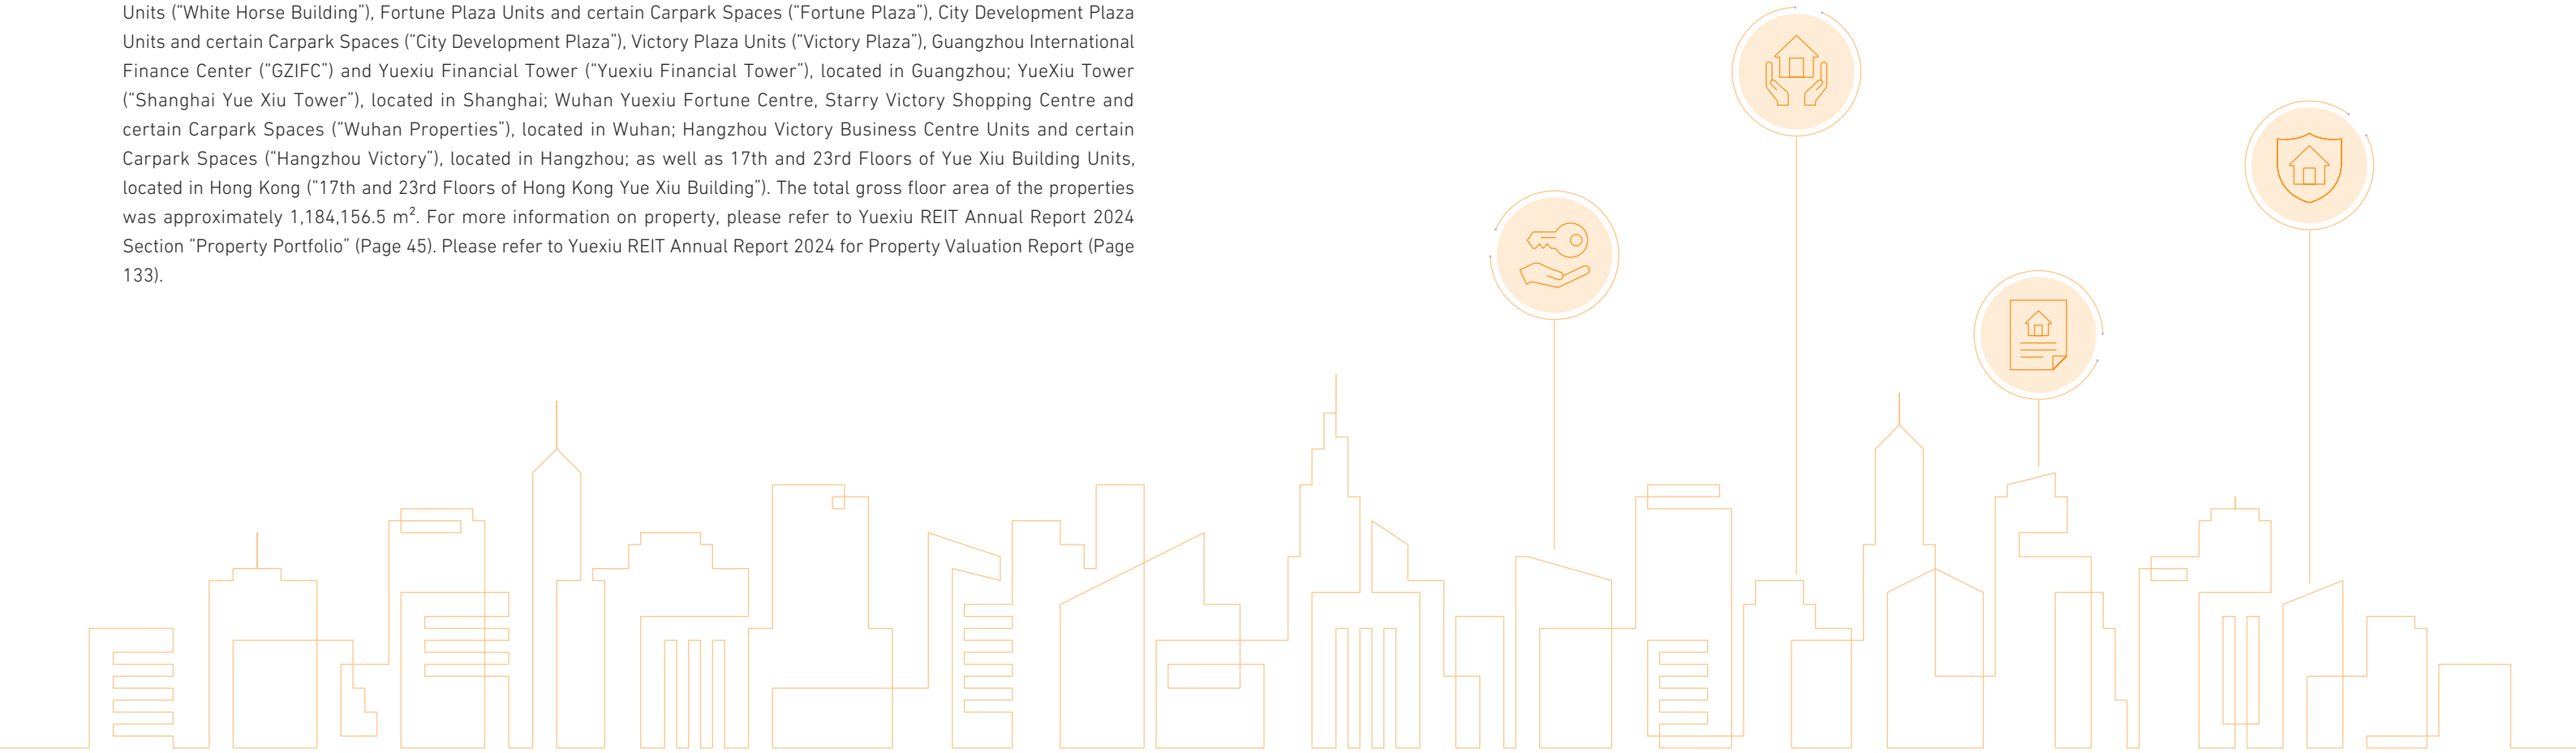 Units (“White Horse Building”), Fortune Plaza Units and certain Carpark Spaces (“Fortune Plaza”), City Development Plaza
Units and certain Carpark Spaces (“City Development Plaza”), Victory Plaza Units (“Victory Plaza”), Guangzhou International
Finance Center (“GZIFC”) and Yuexiu Financial Tower (“Yuexiu Financial Tower”), located in Guangzhou; YueXiu Tower
(“Shanghai Yue Xiu Tower”), located in Shanghai; Wuhan Yuexiu Fortune Centre, Starry Victory Shopping Centre and
certain Carpark Spaces (“Wuhan Properties”), located in Wuhan; Hangzhou Victory Business Centre Units and certain
Carpark Spaces (“Hangzhou Victory”), located in Hangzhou; as well as 17th and 23rd Floors of Yue Xiu Building Units,
located in Hong Kong (“17th and 23rd Floors of Hong Kong Yue Xiu Building”). The total gross floor area of the properties
was approximately 1,184,156.5 m². For more information on property, please refer to Yuexiu REIT Annual Report 2024
Section “Property Portfolio” (Page 45). Please refer to Yuexiu REIT Annual Report 2024 for Property Valuation Report (Page
133).